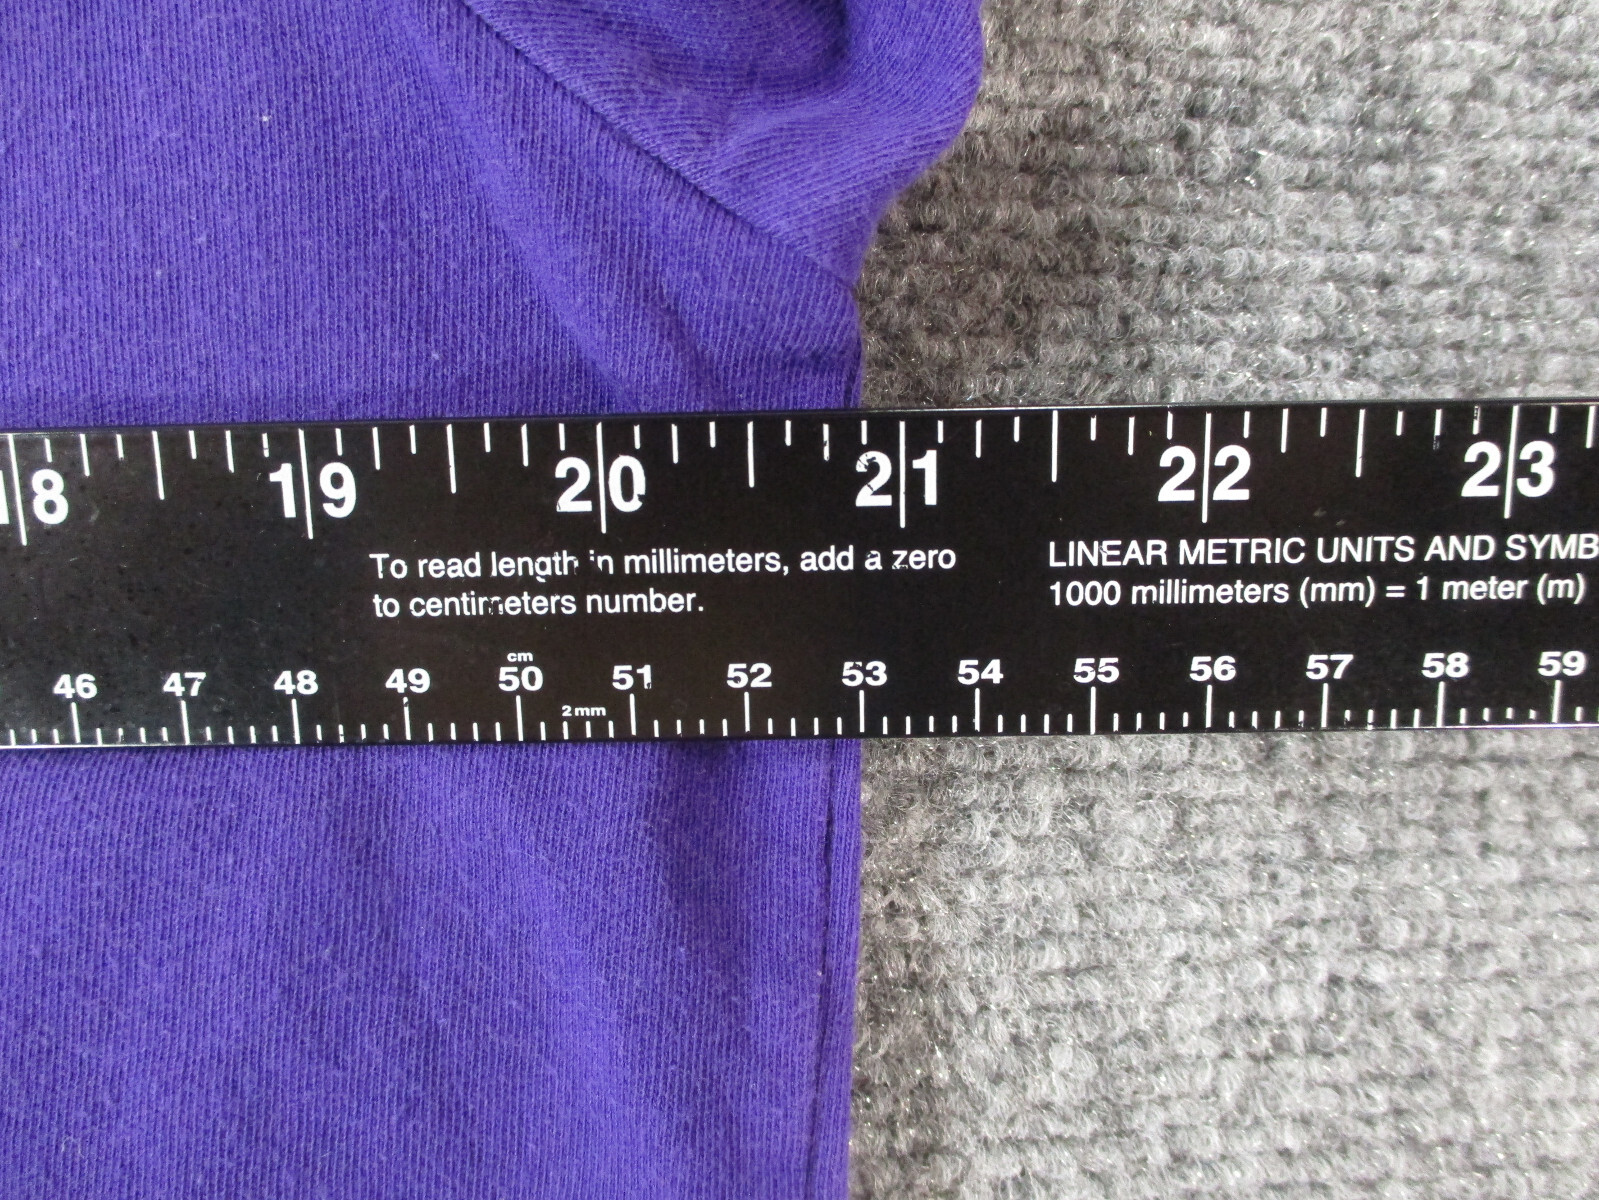 18 19 20 21 22 23
To read length in millimeters, add a zero
to centimeters number.
LINEAR METRIC UNITS AND SYMB
1000 millimeters (mm) = 1 meter (m)
cm
46 47 48 49 50 51 52 53 54 55 56 57 58 59
2mm